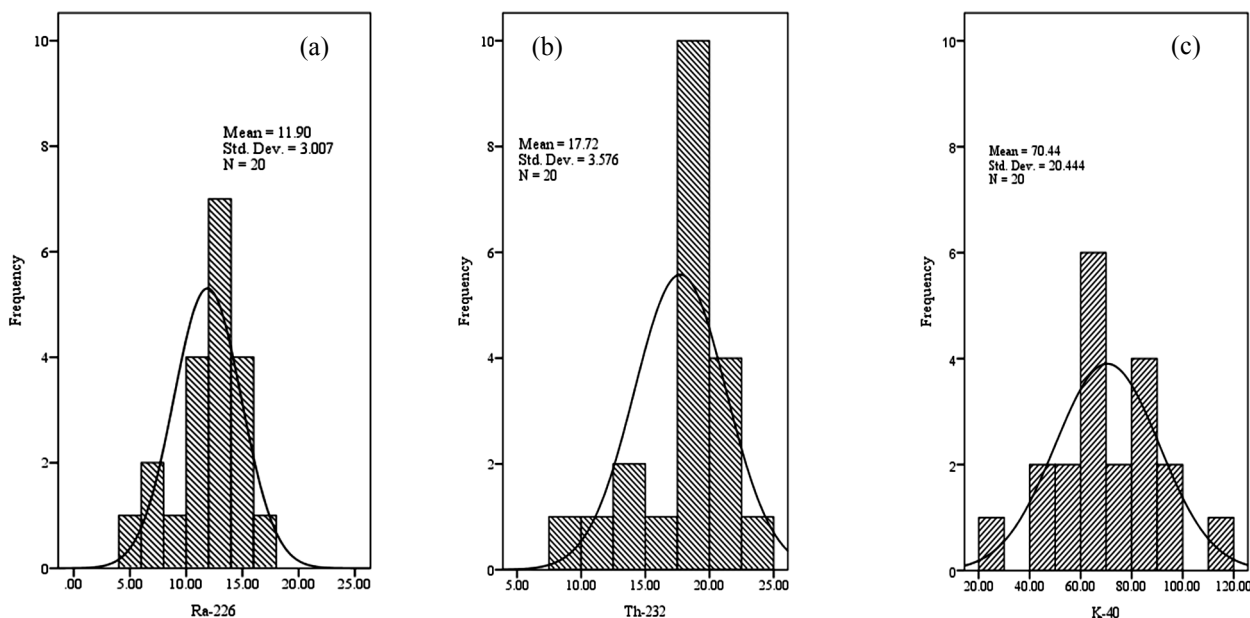 (a)
Mean = 11.90
Std. Dev. = 3.007
N = 20
Frequency
10
8
6
4
2
0
.00 5.00 10.00 15.00 20.00 25.00
Ra-226
(b)
Mean = 17.72
Std. Dev. = 3.576
N = 20
Frequency
10
8
6
4
2
0
5.00 10.00 15.00 20.00 25.00
Th-232
(c)
Mean = 70.44
Std. Dev. = 20.444
N = 20
Frequency
10
8
6
4
2
0
20.00 40.00 60.00 80.00 100.00 120.00
K-40